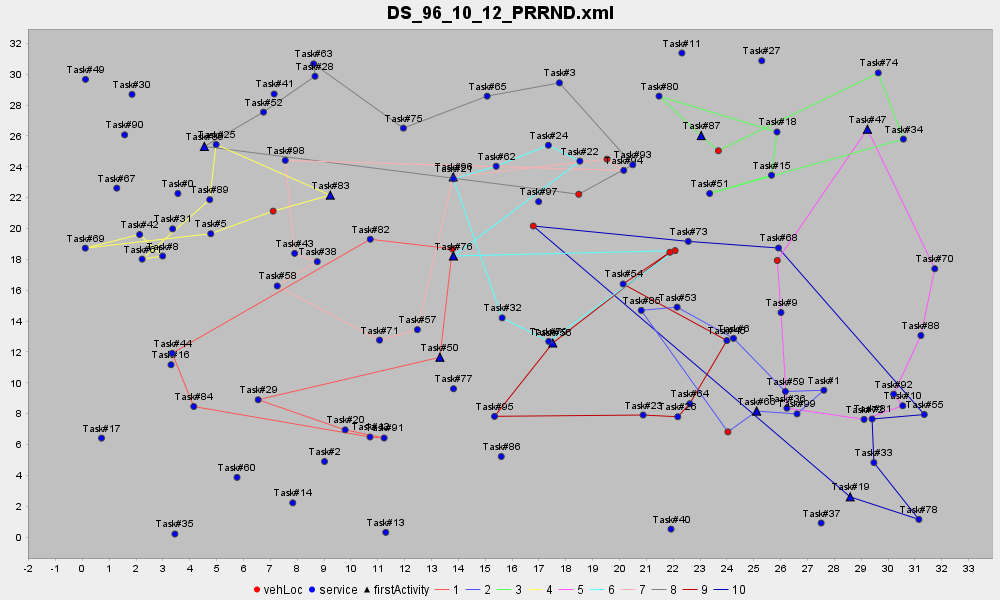 DS_96_10_12_PRRND.xml
32
30
28
26
24
22
20
18
16
14
12
10
8
6
4
2
0
Task#11
Task#27
Task#63
Task#28
Task#74
Task#49
Task#30
Task#41
Task#52
Task#65
Task#3
Task#80
Task#90
Task#75
Task#87
Task#18
Task#47
Task#34
Task#25
Task#98
Task#24
Task#62
Task#22
Task#93
Task#94
Task#96
Task#21
Task#15
Task#67
Task#0
Task#89
Task#83
Task#97
Task#51
Task#42
Task#31
Task#5
Task#69
Task#8
Task#82
Task#43
Task#38
Task#76
Task#73
Task#68
Task#70
Task#58
Task#54
Task#32
Task#85
Task#53
Task#9
Task#71
Task#57
Task#50
Task#56
Task#6
Task#88
Task#44
Task#16
Task#84
Task#29
Task#77
Task#59
Task#1
Task#92
Task#10
Task#55
Task#64
Task#66
Task#36
Task#99
Task#95
Task#23
Task#26
Task#72
Task#17
Task#20
Task#91
Task#2
Task#86
Task#33
Task#60
Task#14
Task#19
Task#35
Task#13
Task#40
Task#37
Task#78
-2 -1 0 1 2 3 4 5 6 7 8 9 10 11 12 13 14 15 16 17 18 19 20 21 22 23 24 25 26 27 28 29 30 31 32 33
vehLoc service firstActivity 1 2 3 4 5 6 7 8 9 10